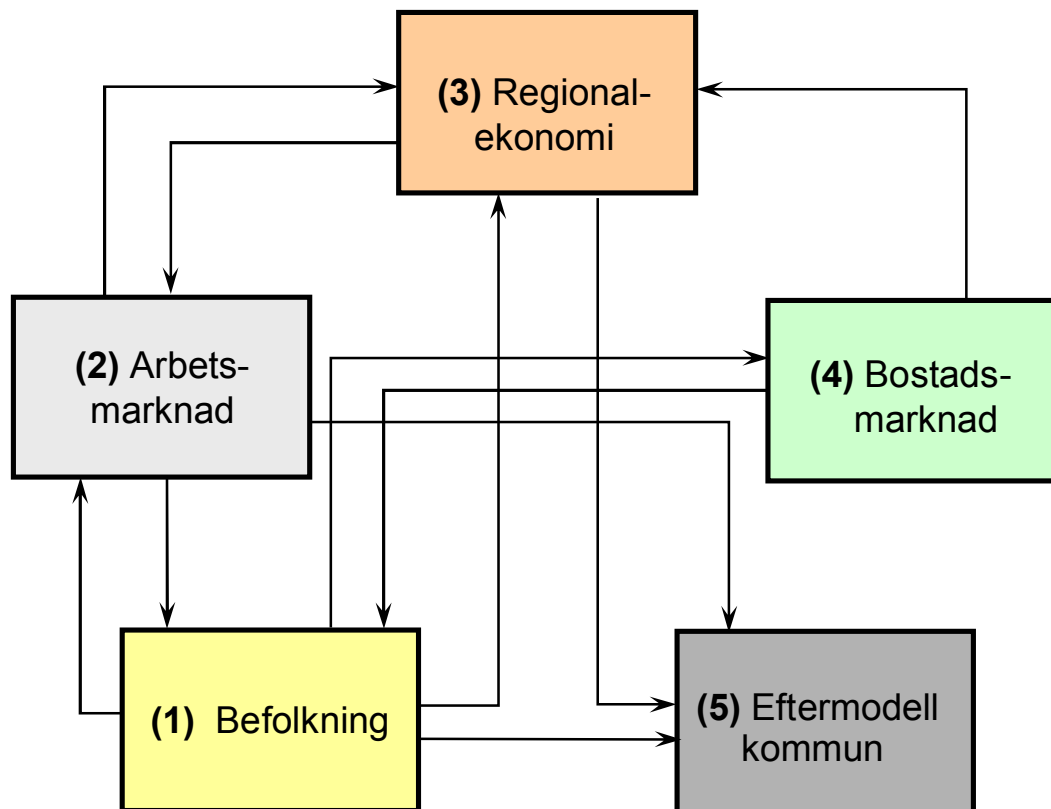 (3) Regional-
ekonomi
(2) Arbets-
marknad
(4) Bostads-
marknad
(1) Befolkning
(5) Eftermodell
kommun